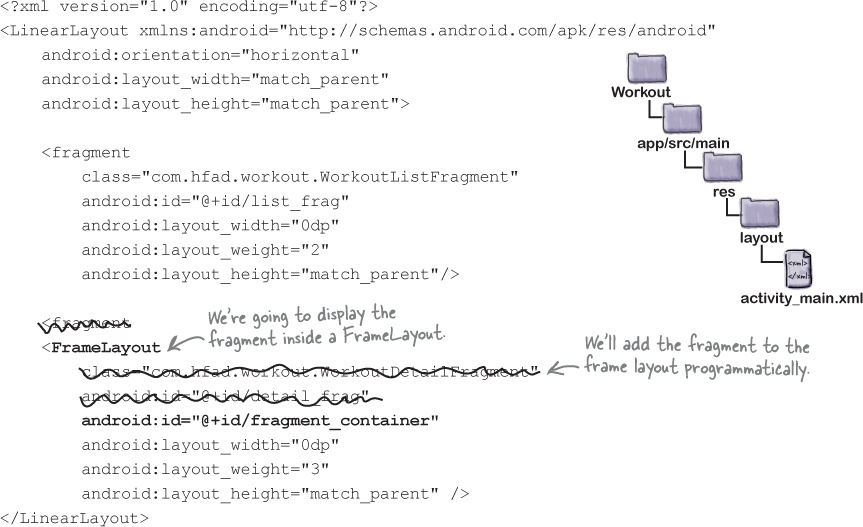 <?xml version="1.0" encoding="utf-8"?>
<LinearLayout xmlns:android="http://schemas.android.com/apk/res/android"
    android:orientation="horizontal"
    android:layout_width="match_parent"
    android:layout_height="match_parent">
    <fragment
        class="com.hfad.workout.WorkoutListFragment"
        android:id="@+id/list_frag"
        android:layout_width="0dp"
        android:layout_weight="2"
        android:layout_height="match_parent"/>
    <fragment
    <FrameLayout
        class="com.hfad.workout.WorkoutDetailFragment"
        android:id="@+id/detail_frag"
        android:id="@+id/fragment_container"
        android:layout_width="0dp"
        android:layout_weight="3"
        android:layout_height="match_parent" />
</LinearLayout>
We're going to display the
fragment inside a FrameLayout.
We'll add the fragment to the
frame layout programmatically.
Workout
app/src/main
res
layout
<xml>
</xml>
activity_main.xml